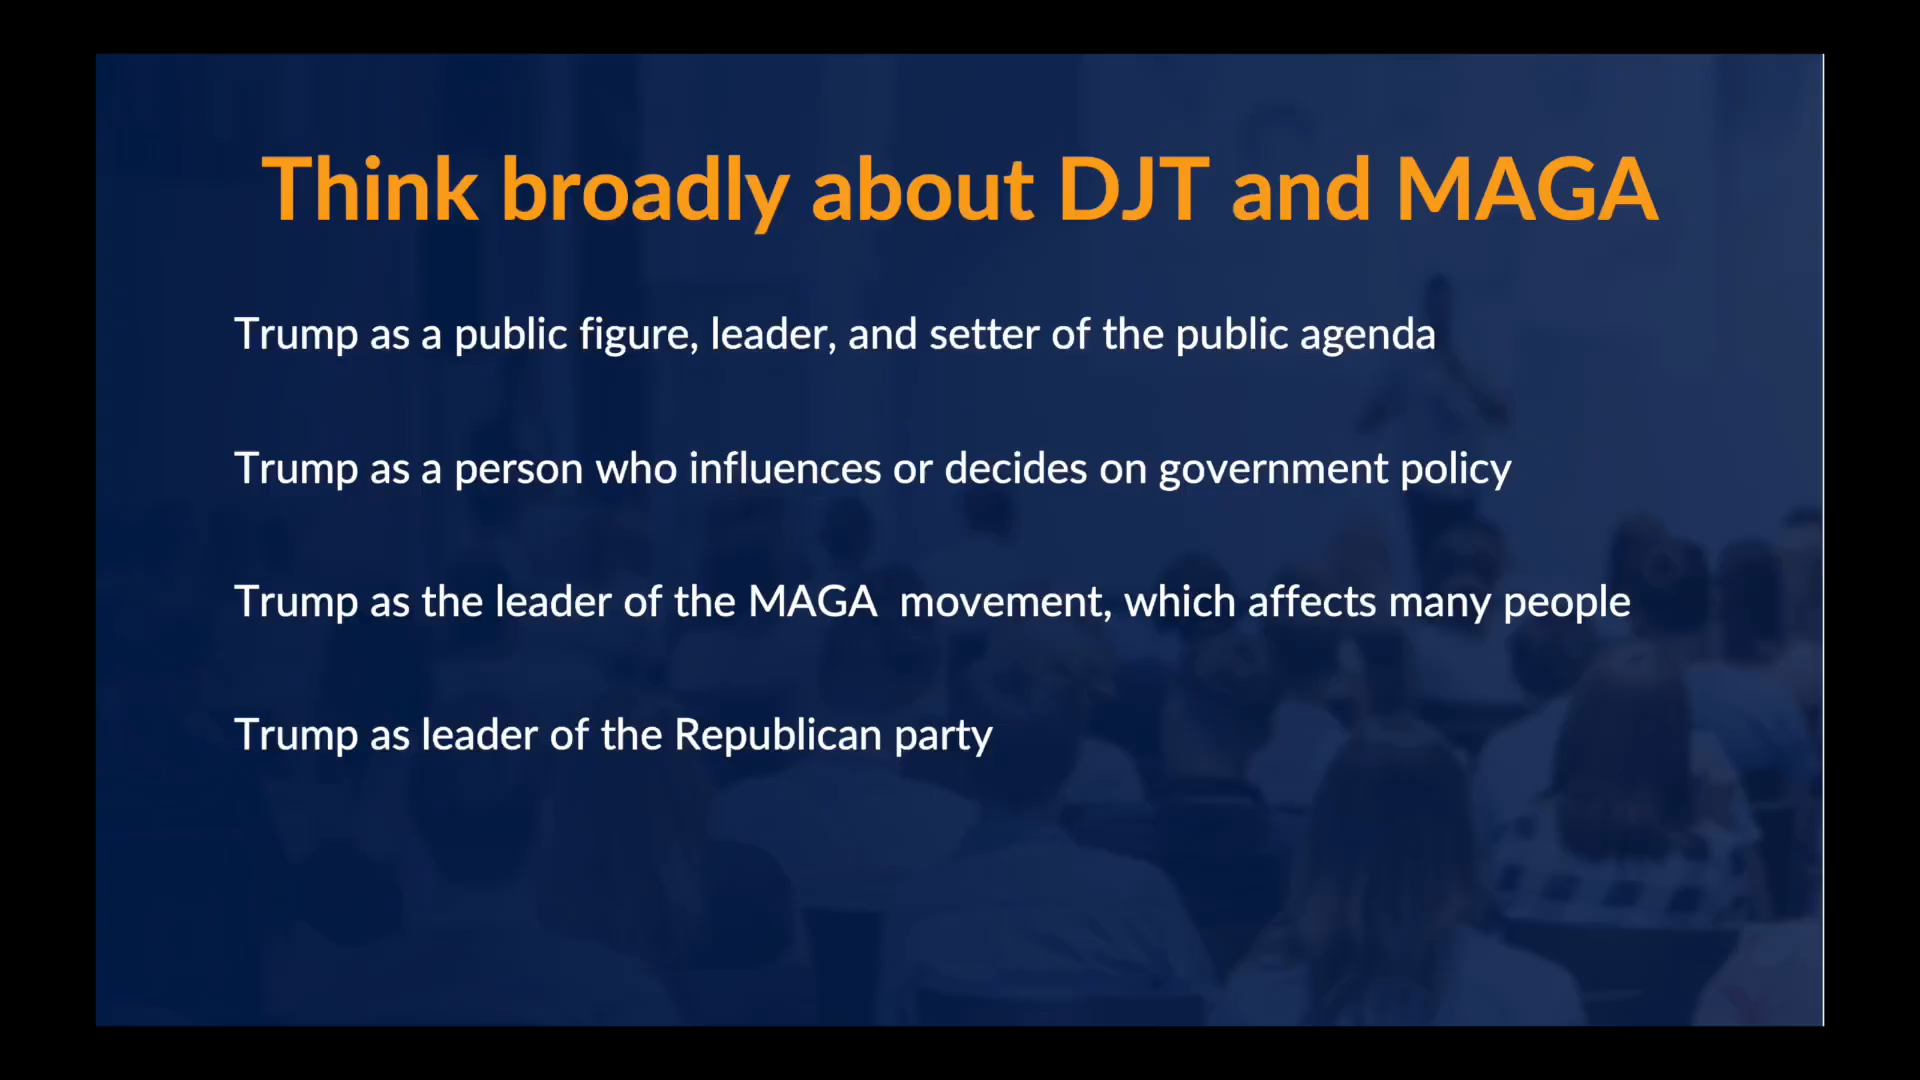 Think broadly about DJT and MAGA
Trump as a public figure, leader, and setter of the public agenda
Trump as a person who influences or decides on government policy
Trump as the leader of the MAGA  movement, which affects many people
Trump as leader of the Republican party